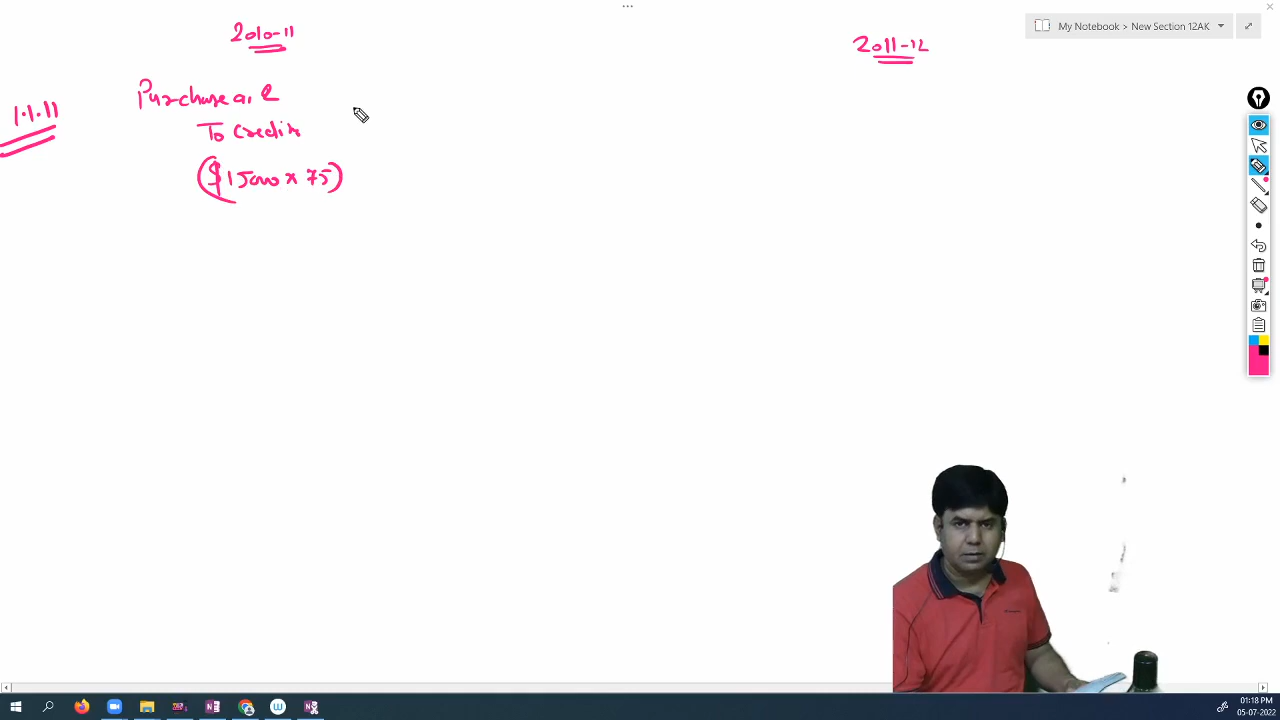 2010-11
2011-12
My Notebook > New Section 12AK
1.1.11
Purchase a/c
To Creditors
($15000 x 75)
01:18 PM
05-07-2022